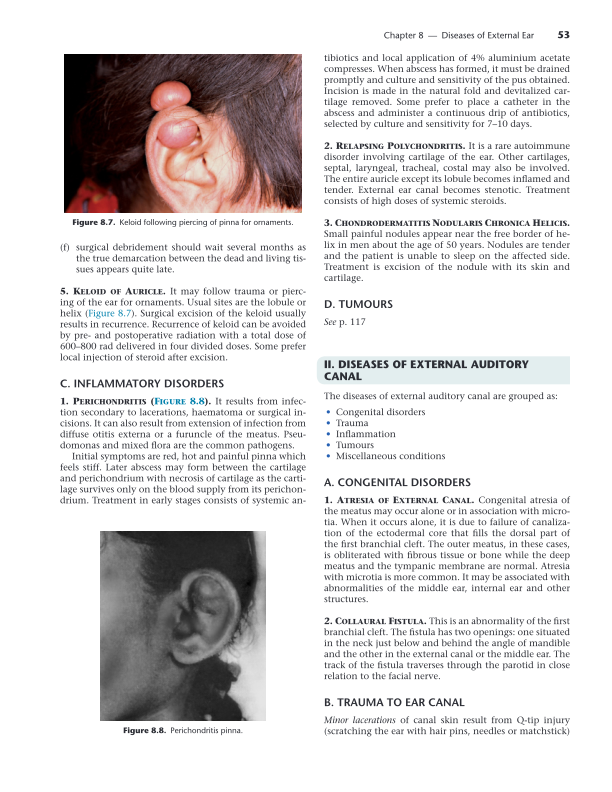 Chapter 8 — Diseases of External Ear 53
Figure 8.7. Keloid following piercing of pinna for ornaments.
(f) surgical debridement should wait several months as
the true demarcation between the dead and living tis-
sues appears quite late.
5. Keloid of Auricle. It may follow trauma or pierc-
ing of the ear for ornaments. Usual sites are the lobule or
helix (Figure 8.7). Surgical excision of the keloid usually
results in recurrence. Recurrence of keloid can be avoided
by pre- and postoperative radiation with a total dose of
600–800 rad delivered in four divided doses. Some prefer
local injection of steroid after excision.
C. INFLAMMATORY DISORDERS
1. Perichondritis (Figure 8.8). It results from infec-
tion secondary to lacerations, haematoma or surgical in-
cisions. It can also result from extension of infection from
diffuse otitis externa or a furuncle of the meatus. Pseu-
domonas and mixed flora are the common pathogens.
Initial symptoms are red, hot and painful pinna which
feels stiff. Later abscess may form between the cartilage
and perichondrium with necrosis of cartilage as the carti-
lage survives only on the blood supply from its perichon-
drium. Treatment in early stages consists of systemic an-
Figure 8.8. Perichondritis pinna.
tibiotics and local application of 4% aluminium acetate
compresses. When abscess has formed, it must be drained
promptly and culture and sensitivity of the pus obtained.
Incision is made in the natural fold and devitalized car-
tilage removed. Some prefer to place a catheter in the
abscess and administer a continuous drip of antibiotics,
selected by culture and sensitivity for 7–10 days.
2. Relapsing Polychondritis. It is a rare autoimmune
disorder involving cartilage of the ear. Other cartilages,
septal, laryngeal, tracheal, costal may also be involved.
The entire auricle except its lobule becomes inflamed and
tender. External ear canal becomes stenotic. Treatment
consists of high doses of systemic steroids.
3. Chondrodermatitis Nodularis Chronica Helicis.
Small painful nodules appear near the free border of he-
lix in men about the age of 50 years. Nodules are tender
and the patient is unable to sleep on the affected side.
Treatment is excision of the nodule with its skin and
cartilage.
D. TUMOURS
See p. 117
II. DISEASES OF EXTERNAL AUDITORY
CANAL
The diseases of external auditory canal are grouped as:
• Congenital disorders
• Trauma
• Inflammation
• Tumours
• Miscellaneous conditions
A. CONGENITAL DISORDERS
1. Atresia of External Canal. Congenital atresia of
the meatus may occur alone or in association with micro-
tia. When it occurs alone, it is due to failure of canaliza-
tion of the ectodermal core that fills the dorsal part of
the first branchial cleft. The outer meatus, in these cases,
is obliterated with fibrous tissue or bone while the deep
meatus and the tympanic membrane are normal. Atresia
with microtia is more common. It may be associated with
abnormalities of the middle ear, internal ear and other
structures.
2. Collaural Fistula. This is an abnormality of the first
branchial cleft. The fistula has two openings: one situated
in the neck just below and behind the angle of mandible
and the other in the external canal or the middle ear. The
track of the fistula traverses through the parotid in close
relation to the facial nerve.
B. TRAUMA TO EAR CANAL
Minor lacerations of canal skin result from Q-tip injury
(scratching the ear with hair pins, needles or matchstick)